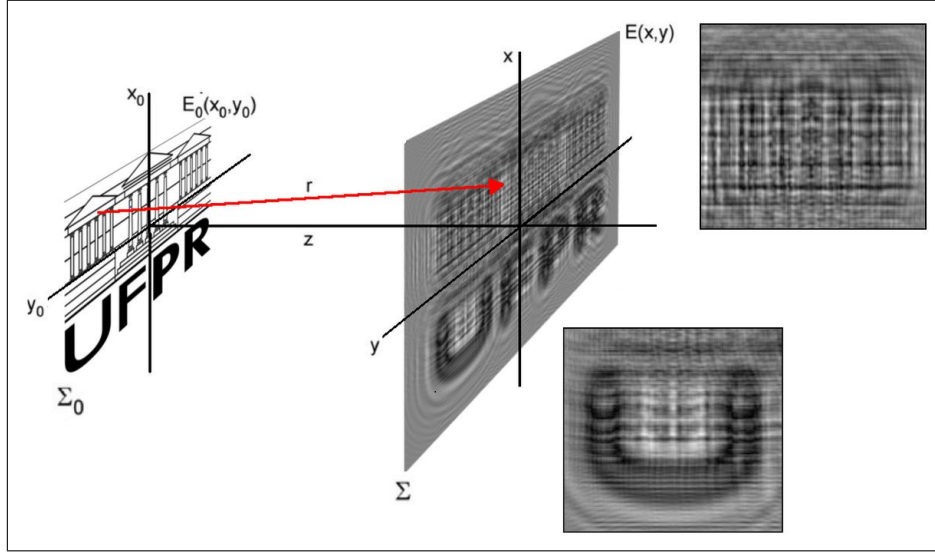 E(x,y)
x
x₀
E₀(x₀,y₀)
r
z
y₀
y
UFPR
Σ₀
Σ
U F P R